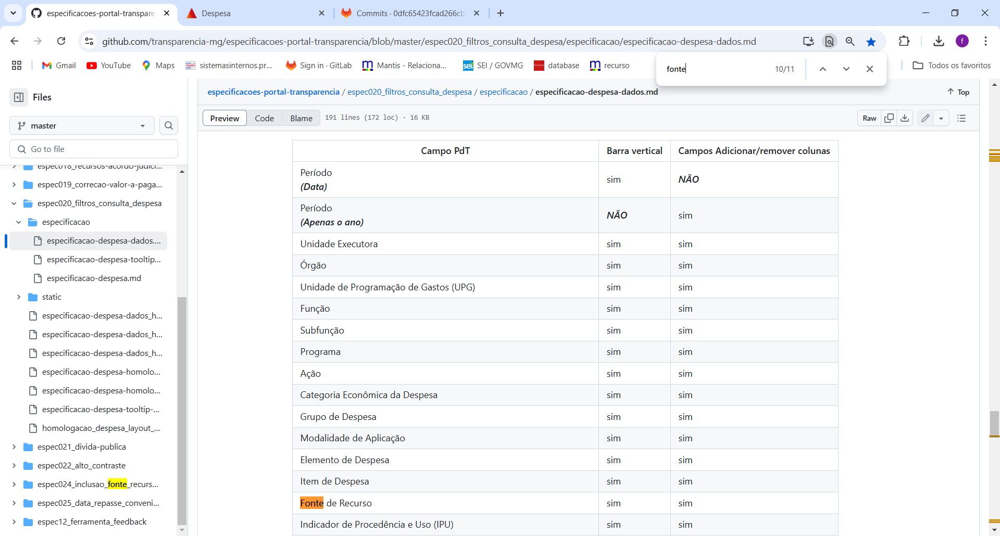 especificacoes-portal-transpare
Despesa
Commits · 0dfc65423fcad266cb
github.com/transparencia-mg/especificacoes-portal-transparencia/blob/master/espec020_filtros_consulta_despesa/especificacao/especificacao-despesa-dados.md
f
Gmail
YouTube
Maps
sistemasinternos.pr...
Sign in · GitLab
Mantis - Relaciona...
SEI / GOVMG
database
recurso
Todos os favoritos
fonte
10/11
Files
master
Go to file
espec018_recursos-acordo-judici...
espec019_correcao-valor-a-paga...
espec020_filtros_consulta_despesa
especificacao
especificacao-despesa-dados....
especificacao-despesa-tooltip...
especificacao-despesa.md
static
especificacao-despesa-dados_h...
especificacao-despesa-dados_h...
especificacao-despesa-dados_h...
especificacao-despesa-homolo...
especificacao-despesa-homolo...
especificacao-despesa-tooltip-...
homologacao_despesa_layout_...
espec021_divida-publica
espec022_alto_contraste
espec024_inclusao_fonte_recurs...
espec025_data_repasse_conveni...
espec12_ferramenta_feedback
especificacoes-portal-transparencia / espec020_filtros_consulta_despesa / especificacao / especificacao-despesa-dados.md
Top
Preview
Code
Blame
191 lines (172 loc) · 16 KB
Raw
Campo PdT Barra vertical Campos Adicionar/remover colunas
Período
(Data)
sim NÃO
Período
(Apenas o ano)
NÃO sim
Unidade Executora sim sim
Órgão sim sim
Unidade de Programação de Gastos (UPG) sim sim
Função sim sim
Subfunção sim sim
Programa sim sim
Ação sim sim
Categoria Econômica da Despesa sim sim
Grupo de Despesa sim sim
Modalidade de Aplicação sim sim
Elemento de Despesa sim sim
Item de Despesa sim sim
Fonte de Recurso sim sim
Indicador de Procedência e Uso (IPU) sim sim